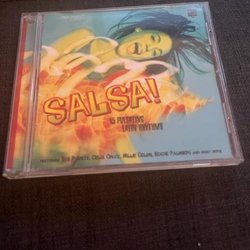 SALSA!
15 PULSATING
LATIN RHYTHMS
FEATURING TITO PUENTE, CELIA CRUZ, WILLIE COLON, EDDIE PALMIERI AND MANY MORE